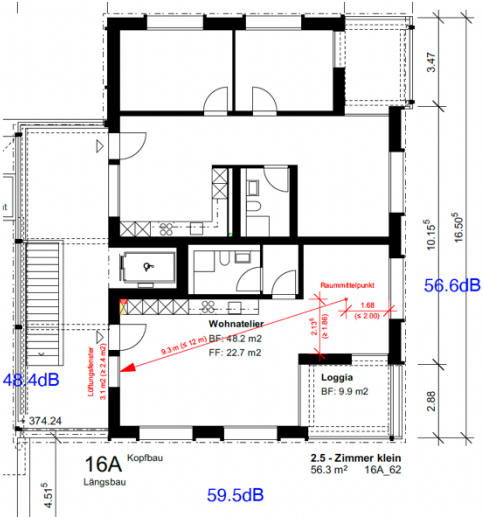 3.47
10.15⁵
16.50⁵
56.6dB
Raummittelpunkt
1.68
(≤ 2.00)
2.13⁵
(≥ 1.86)
9.3 m (≤ 12 m)
Wohnatelier
BF: 48.2 m2
FF: 22.7 m2
Lüftungsfenster
3.1 m2 (≥ 2.4 m2)
48.4dB
Loggia
BF: 9.9 m2
2.88
374.24
16A Kopfbau
Längsbau
2.5 - Zimmer klein
56.3 m² 16A_62
4.51⁵
59.5dB